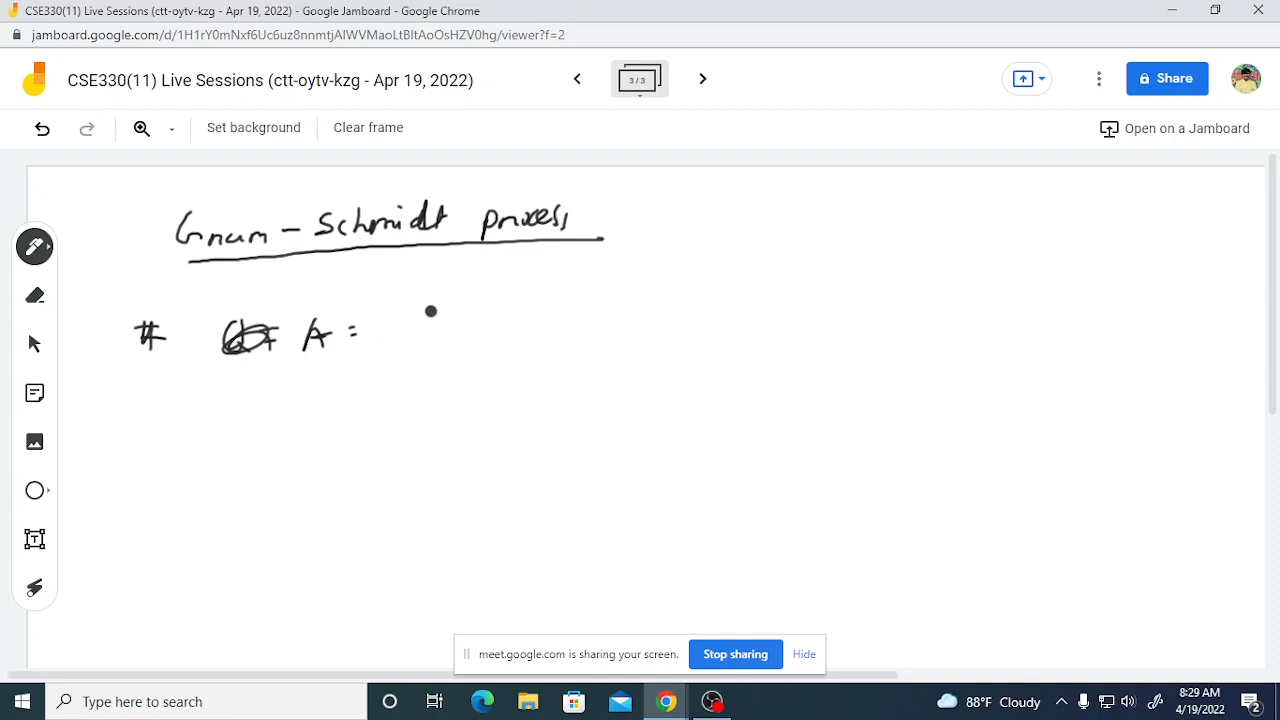 CSE330(11) Live Sessions (ctt-oytv-kzg - Apr 19, 2022) - Google Jamboard - Google Chrome
jamboard.google.com/d/1H1rY0mNxf6Uc6uz8nnmtjAIWVMaoLtBltAoOsHZV0hg/viewer?f=2
CSE330(11) Live Sessions (ctt-oytv-kzg - Apr 19, 2022)
3 / 3
Share
Set background
Clear frame
Open on a Jamboard
Gram - Schmidt process
# A =
meet.google.com is sharing your screen.
Stop sharing
Hide
Type here to search
88°F Cloudy
8:29 AM
4/19/2022
2